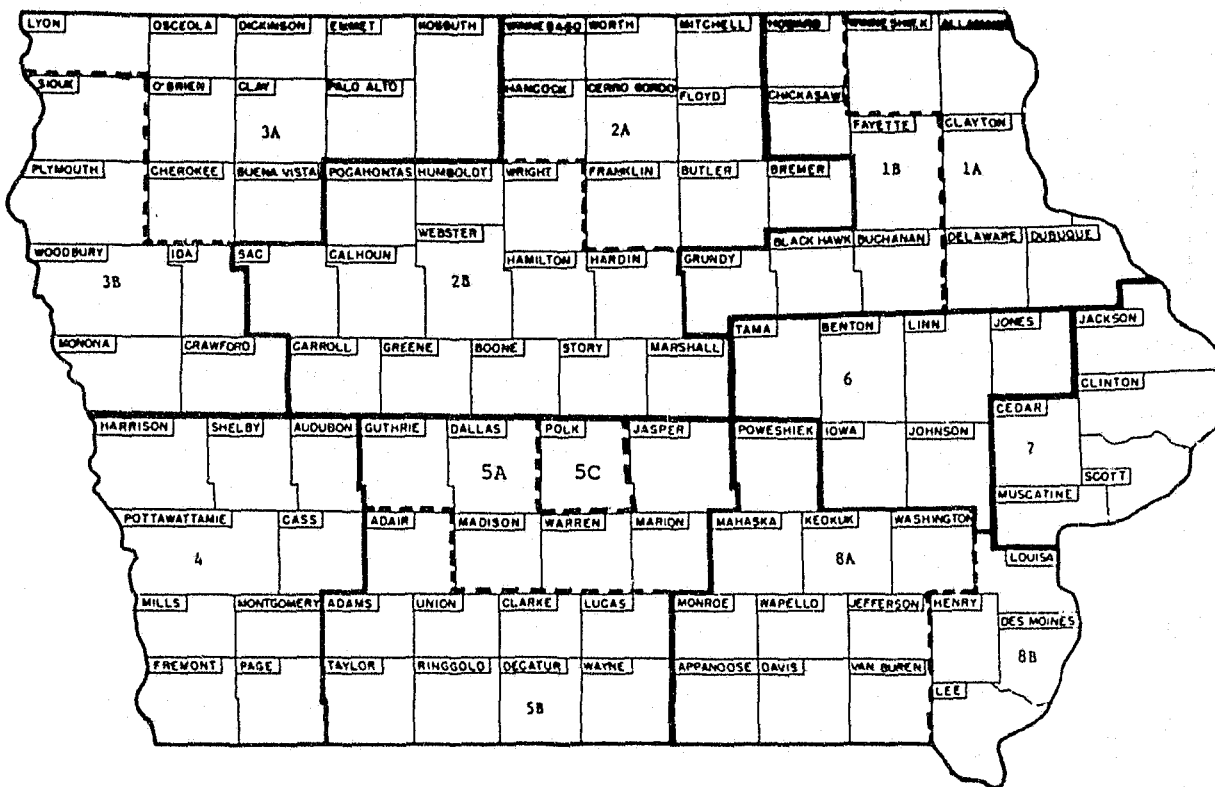 LYON OSCEOLA DICKINSON EMMET KOSSUTH WINNEBAGO WORTH MITCHELL HOWARD WINNESHIEK ALLAMAKEE
SIOUX O'BRIEN CLAY PALO ALTO HANCOCK CERRO GORDO FLOYD CHICKASAW
3A 2A
FAYETTE CLAYTON
1B 1A
PLYMOUTH CHEROKEE BUENA VISTA POCAHONTAS HUMBOLDT WRIGHT FRANKLIN BUTLER BREMER
WEBSTER BLACK HAWK BUCHANAN DELAWARE DUBUQUE
WOODBURY IDA SAC CALHOUN HAMILTON HARDIN GRUNDY
3B 2B
TAMA BENTON LINN JONES JACKSON
MONONA CRAWFORD CARROLL GREENE BOONE STORY MARSHALL
6
CLINTON
CEDAR
HARRISON SHELBY AUDUBON GUTHRIE DALLAS POLK JASPER POWESHIEK IOWA JOHNSON
7
5A 5C
SCOTT
MUSCATINE
POTTAWATTAMIE CASS ADAIR MADISON WARREN MARION MAHASKA KEOKUK WASHINGTON
4 8A
LOUISA
MILLS MONTGOMERY ADAMS UNION CLARKE LUCAS MONROE WAPELLO JEFFERSON HENRY
DES MOINES
8B
FREMONT PAGE TAYLOR RINGGOLD DECATUR WAYNE APPANOOSE DAVIS VAN BUREN
LEE
5B